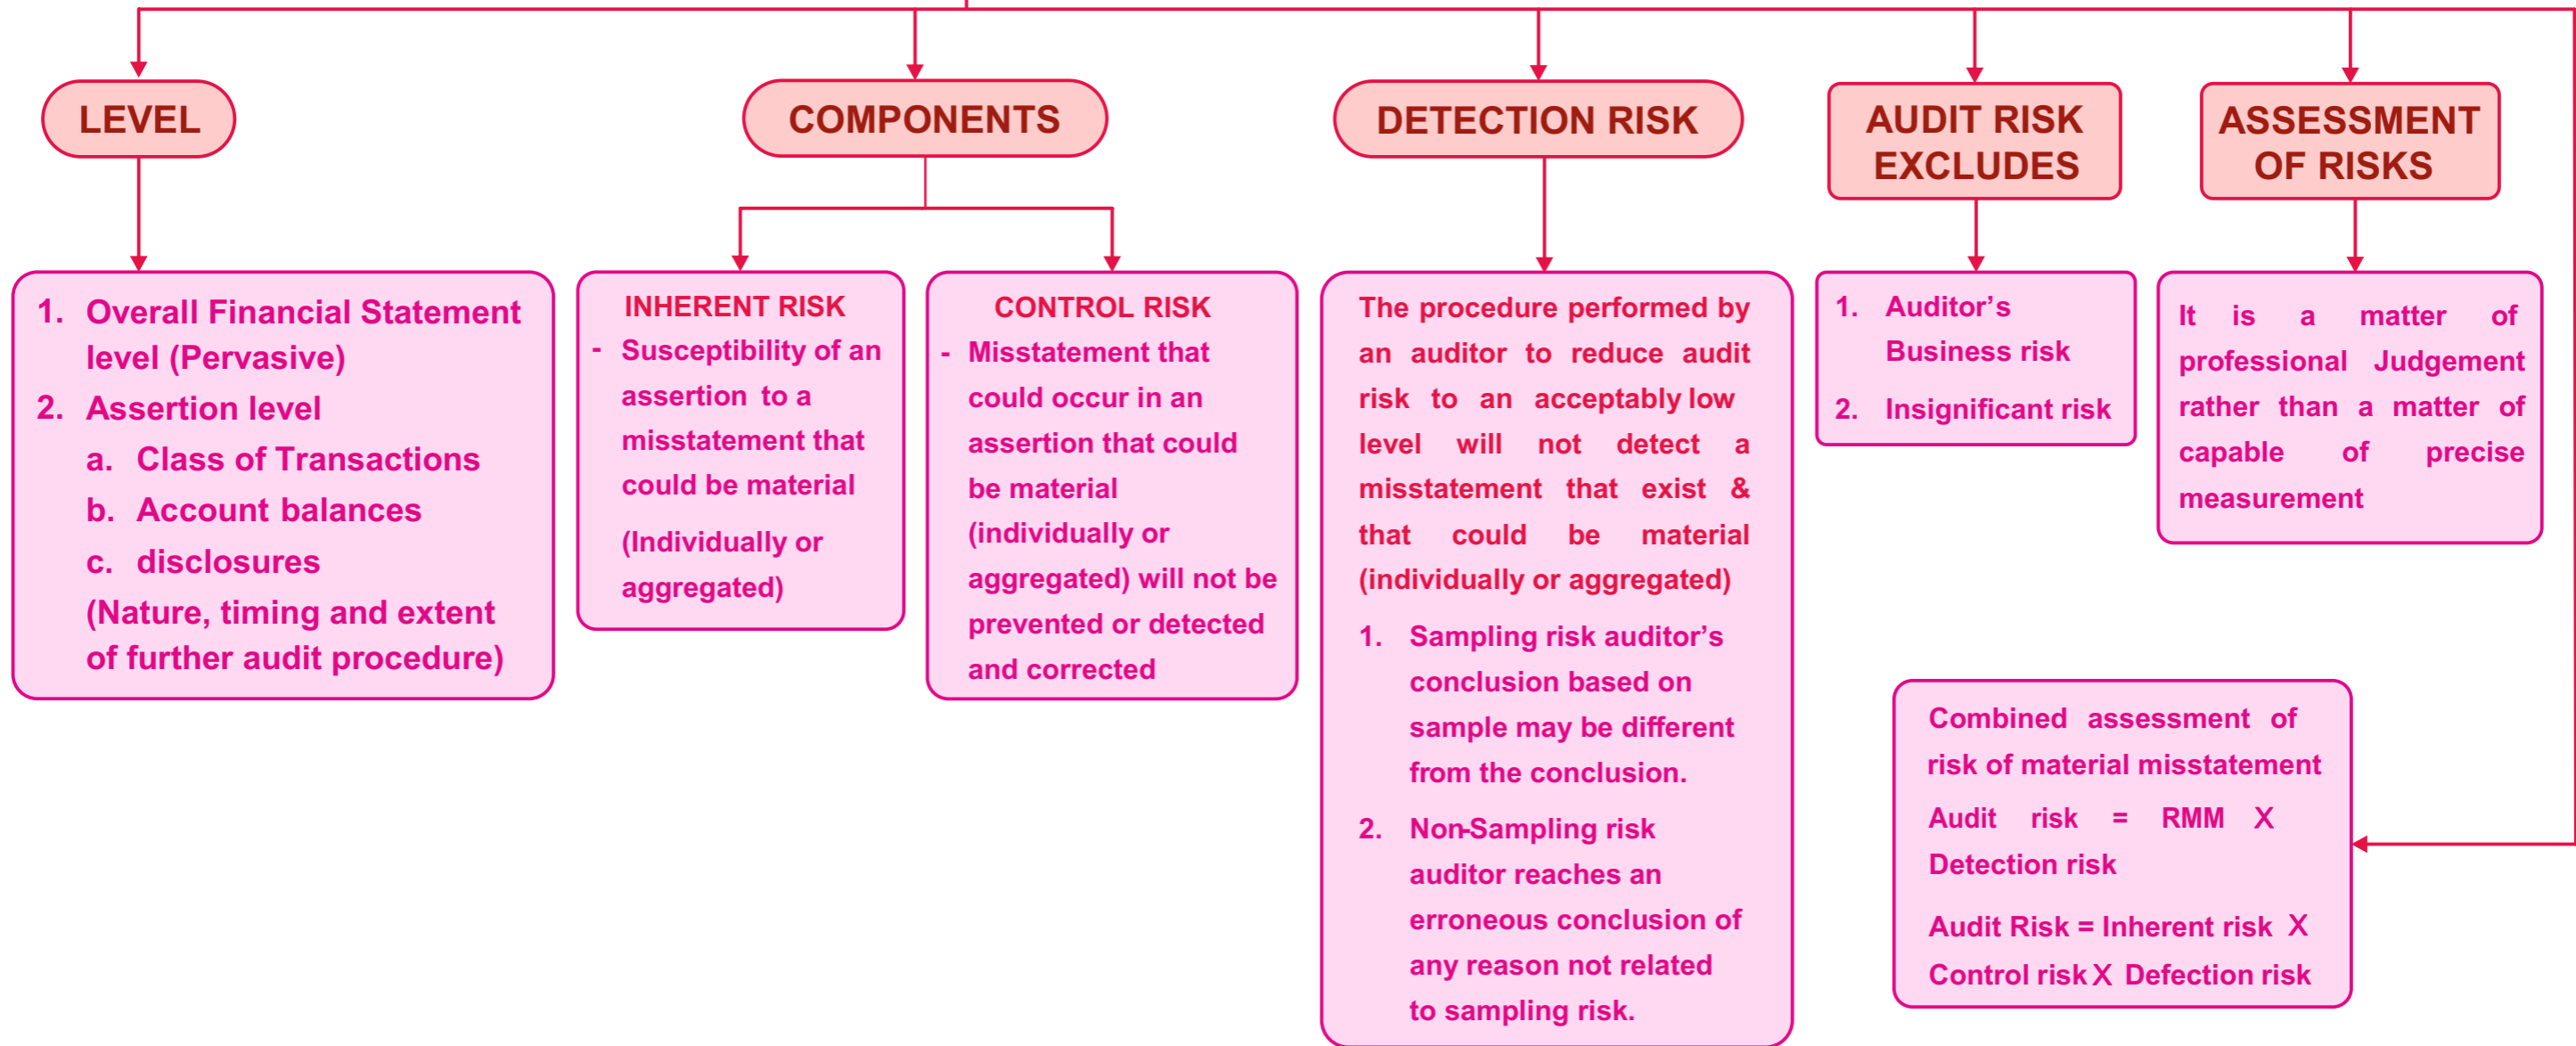 LEVEL
1. Overall Financial Statement
level (Pervasive)
2. Assertion level
a. Class of Transactions
b. Account balances
c. disclosures
(Nature, timing and extent
of further audit procedure)
COMPONENTS
INHERENT RISK
- Susceptibility of an
assertion to a
misstatement that
could be material
(Individually or
aggregated)
CONTROL RISK
- Misstatement that
could occur in an
assertion that could
be material
(individually or
aggregated) will not be
prevented or detected
and corrected
DETECTION RISK
The procedure performed by
an auditor to reduce audit
risk to an acceptably low
level will not detect a
misstatement that exist &
that could be material
(individually or aggregated)
1. Sampling risk auditor's
conclusion based on
sample may be different
from the conclusion.
2. Non-Sampling risk
auditor reaches an
erroneous conclusion of
any reason not related
to sampling risk.
AUDIT RISK
EXCLUDES
1. Auditor's
Business risk
2. Insignificant risk
ASSESSMENT
OF RISKS
It is a matter of
professional Judgement
rather than a matter of
capable of precise
measurement
Combined assessment of
risk of material misstatement
Audit risk = RMM X
Detection risk
Audit Risk = Inherent risk X
Control risk X Defection risk